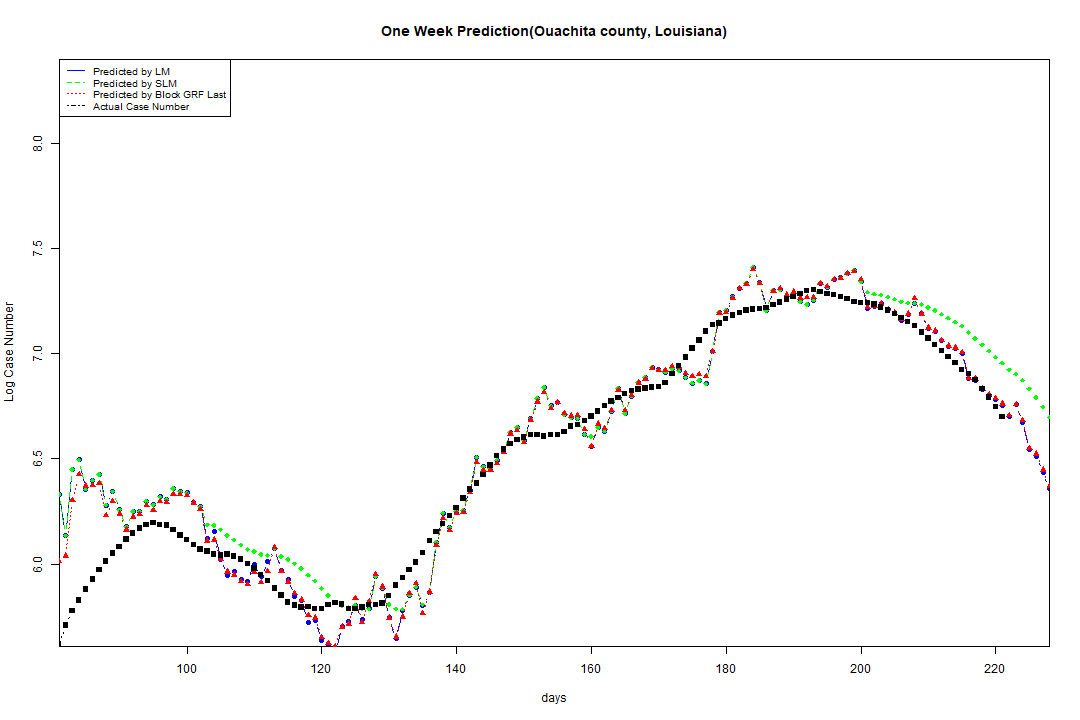 One Week Prediction(Ouachita county, Louisiana)
Predicted by LM
Predicted by SLM
Predicted by Block GRF Last
Actual Case Number
Log Case Number
8.0
7.5
7.0
6.5
6.0
100 120 140 160 180 200 220
days